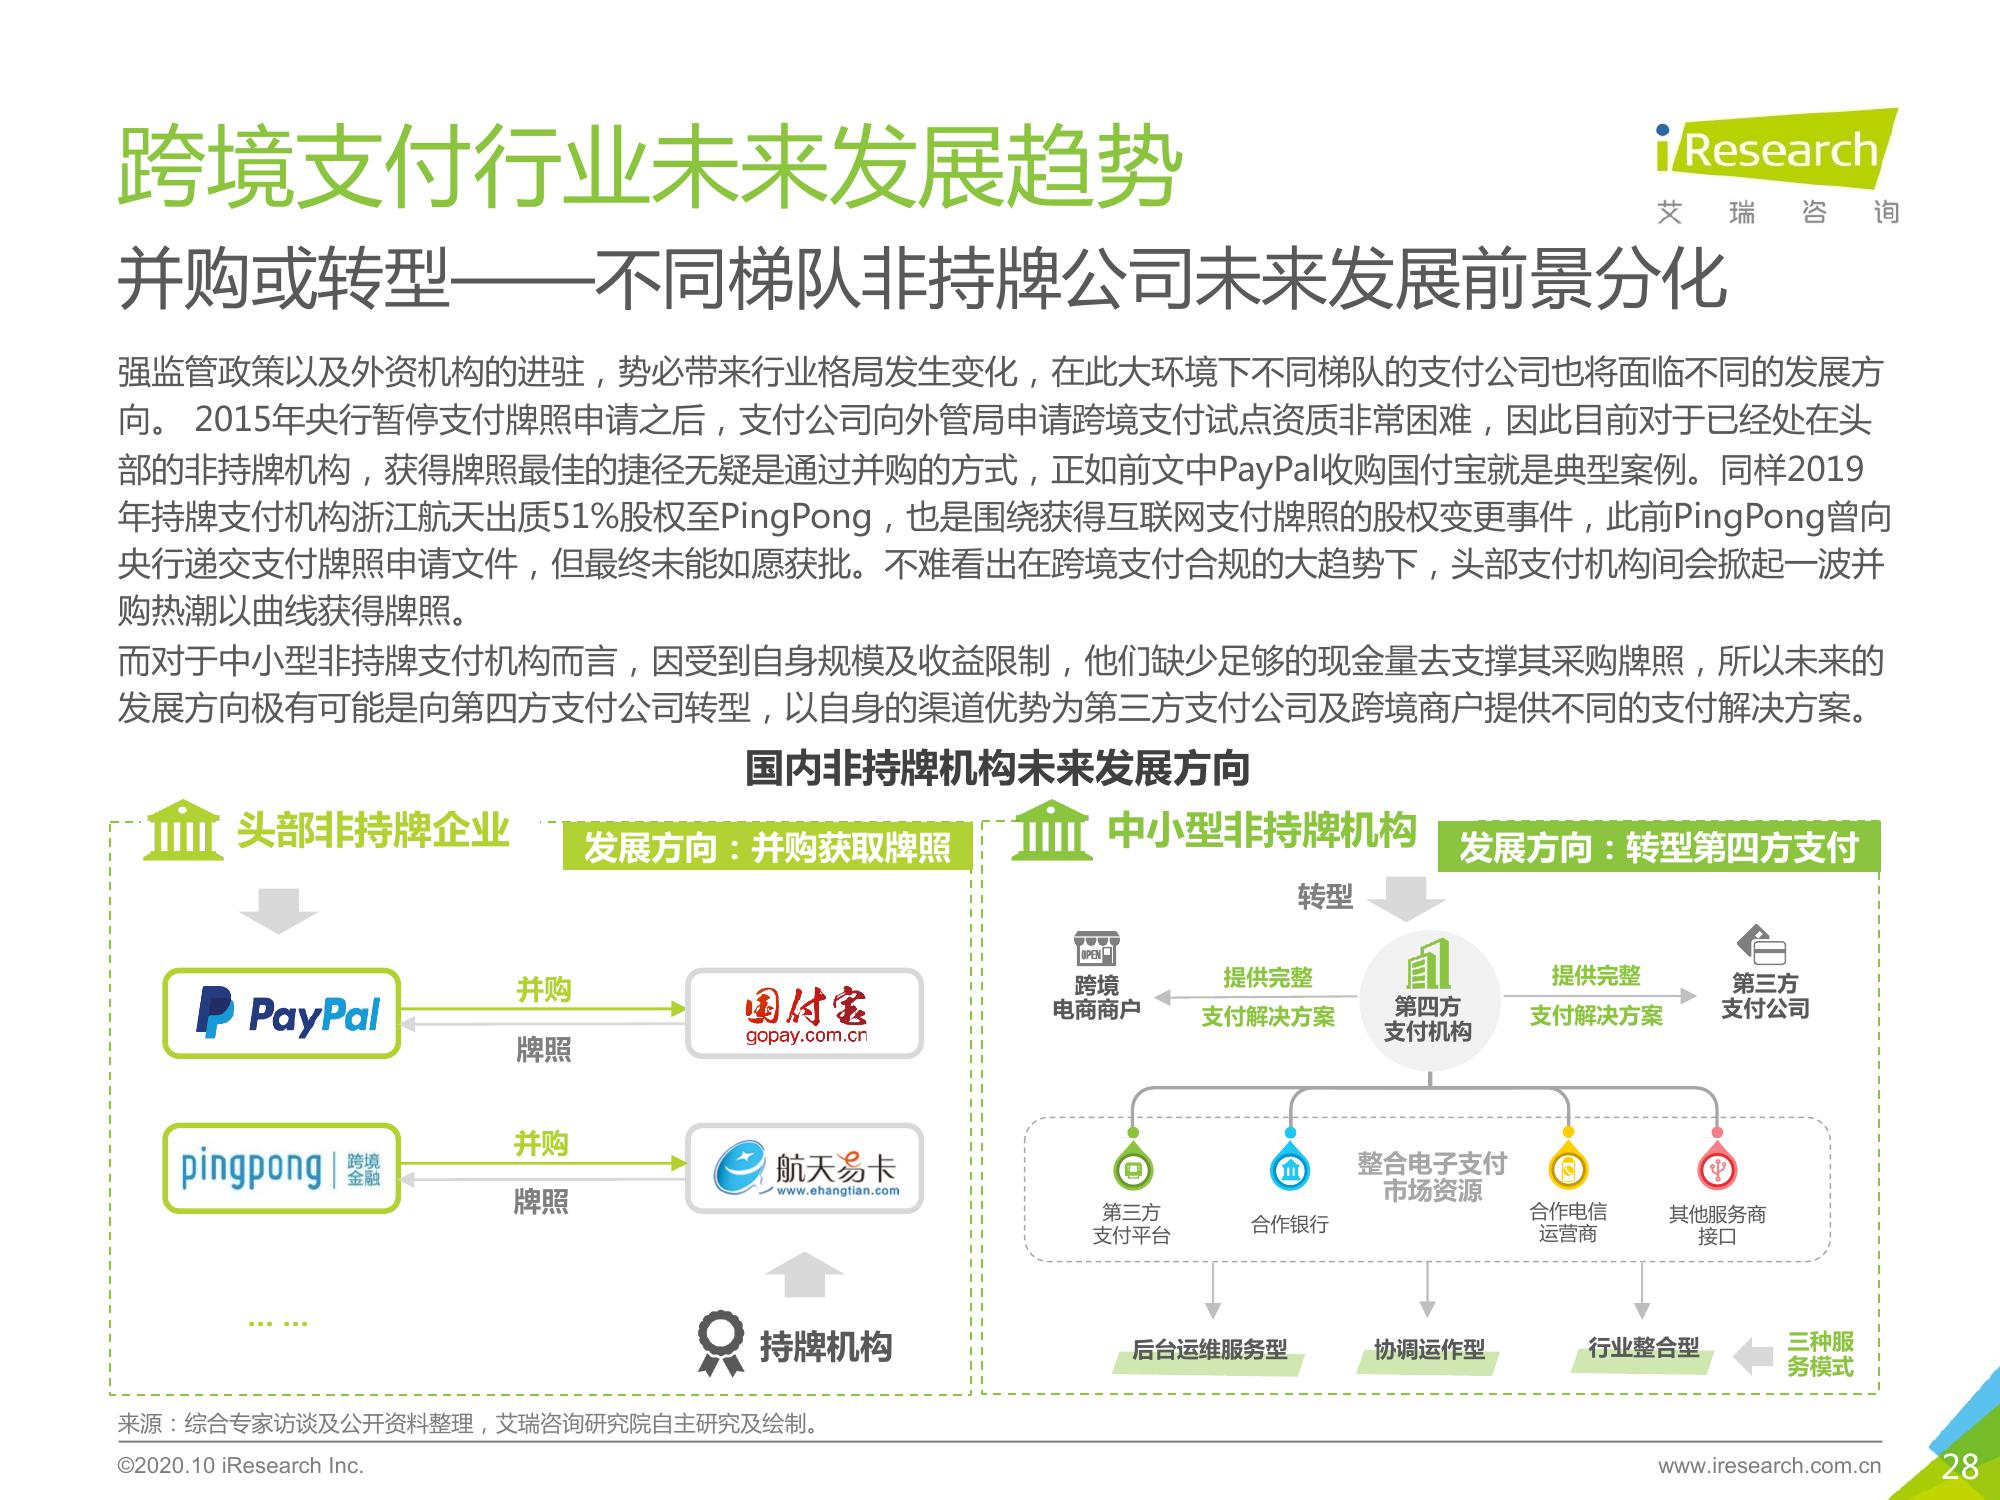 跨境支付行业未来发展趋势
iResearch
艾瑞咨询
并购或转型——不同梯队非持牌公司未来发展前景分化
强监管政策以及外资机构的进驻，势必带来行业格局发生变化，在此大环境下不同梯队的支付公司也将面临不同的发展方
向。 2015年央行暂停支付牌照申请之后，支付公司向外管局申请跨境支付试点资质非常困难，因此目前对于已经处在头
部的非持牌机构，获得牌照最佳的捷径无疑是通过并购的方式，正如前文中PayPal收购国付宝就是典型案例。同样2019
年持牌支付机构浙江航天出质51%股权至PingPong，也是围绕获得互联网支付牌照的股权变更事件，此前PingPong曾向
央行递交支付牌照申请文件，但最终未能如愿获批。不难看出在跨境支付合规的大趋势下，头部支付机构间会掀起一波并
购热潮以曲线获得牌照。
而对于中小型非持牌支付机构而言，因受到自身规模及收益限制，他们缺少足够的现金量去支撑其采购牌照，所以未来的
发展方向极有可能是向第四方支付公司转型，以自身的渠道优势为第三方支付公司及跨境商户提供不同的支付解决方案。
国内非持牌机构未来发展方向
头部非持牌企业
发展方向：并购获取牌照
PayPal
并购
牌照
国付宝
gopay.com.cn
pingpong
跨境
金融
并购
牌照
航天易卡
www.ehangtian.com
... ...
持牌机构
中小型非持牌机构
发展方向：转型第四方支付
转型
OPEN
跨境
电商商户
提供完整
支付解决方案
第四方
支付机构
提供完整
支付解决方案
第三方
支付公司
整合电子支付
市场资源
第三方
支付平台
合作银行
合作电信
运营商
其他服务商
接口
后台运维服务型
协调运作型
行业整合型
三种服
务模式
来源：综合专家访谈及公开资料整理，艾瑞咨询研究院自主研究及绘制。
©2020.10 iResearch Inc.
www.iresearch.com.cn
28